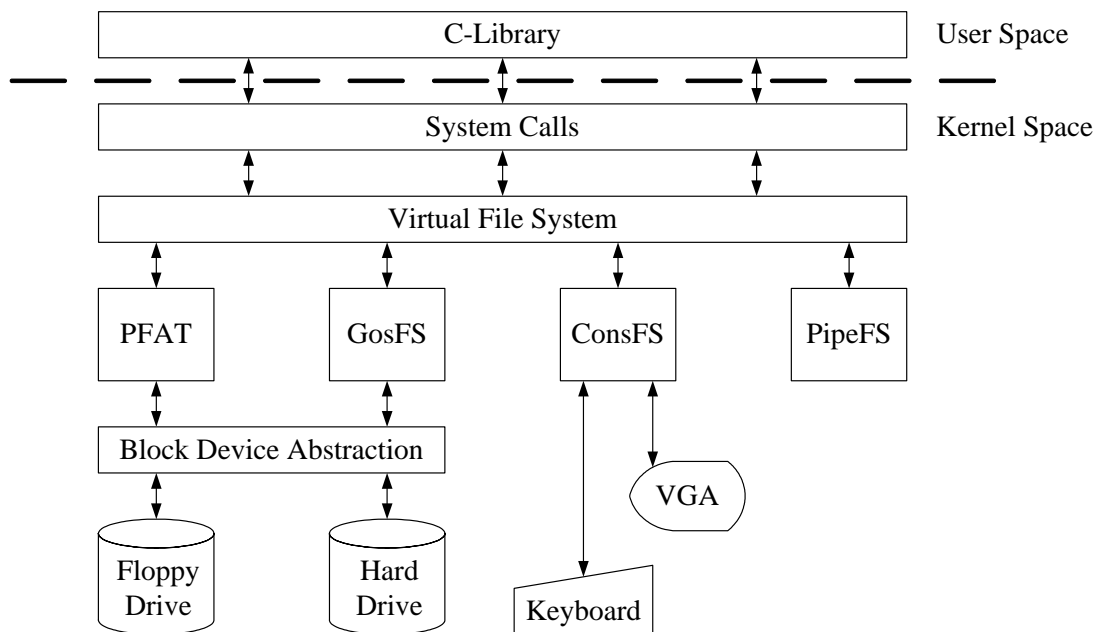 C-Library
User Space
System Calls
Kernel Space
Virtual File System
PFAT
GosFS
ConsFS
PipeFS
Block Device Abstraction
VGA
Floppy
Drive
Hard
Drive
Keyboard